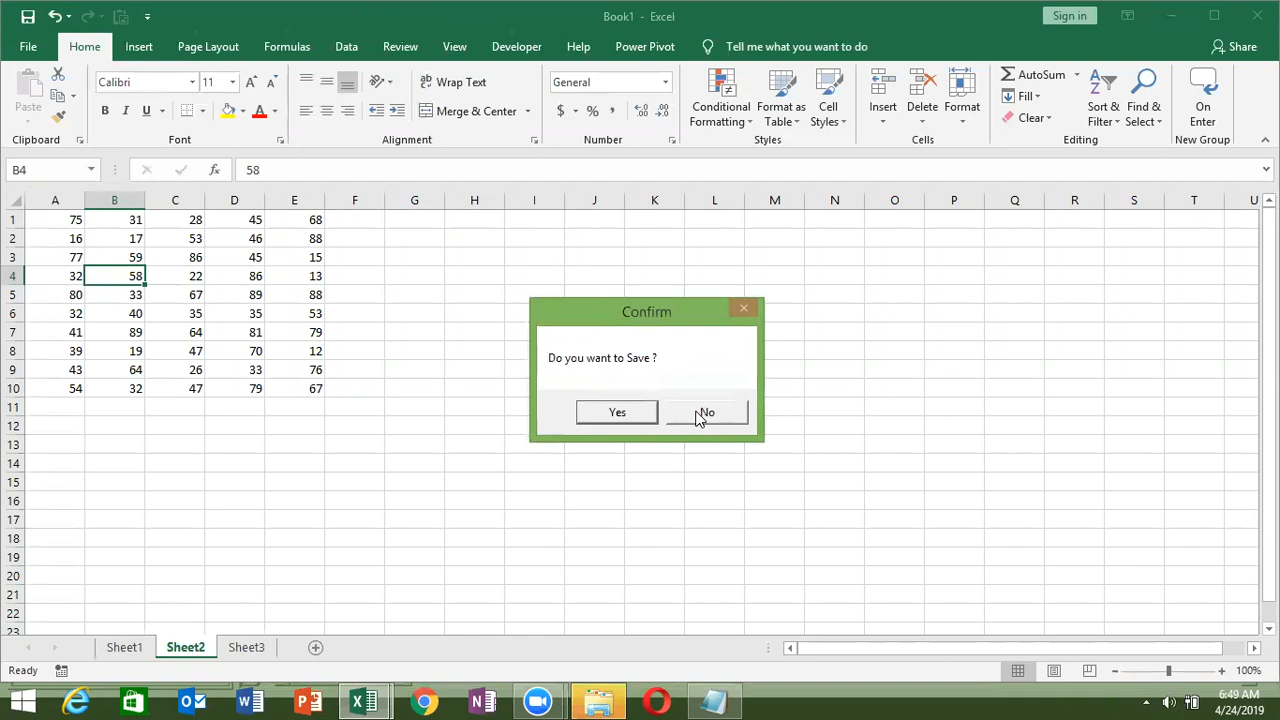 Book1 - Excel
Sign in
File Home Insert Page Layout Formulas Data Review View Developer Help Power Pivot Tell me what you want to do Share
Paste
Calibri 11
B I U
Wrap Text
Merge & Center
General
$ % ,
Conditional Formatting
Format as Table
Cell Styles
Insert
Delete
Format
AutoSum
Fill
Clear
Sort & Filter
Find & Select
On Enter
Clipboard Font Alignment Number Styles Cells Editing New Group
B4 fx 58
A B C D E F G H I J K L M N O P Q R S T U
1 75 31 28 45 68
2 16 17 53 46 88
3 77 59 86 45 15
4 32 58 22 86 13
5 80 33 67 89 88
6 32 40 35 35 53
7 41 89 64 81 79
8 39 19 47 70 12
9 43 64 26 33 76
10 54 32 47 79 67
11
12
13
14
15
16
17
18
19
20
21
22
23
Confirm
Do you want to Save ?
Yes No
Sheet1 Sheet2 Sheet3
Ready
100%
6:49 AM
4/24/2019